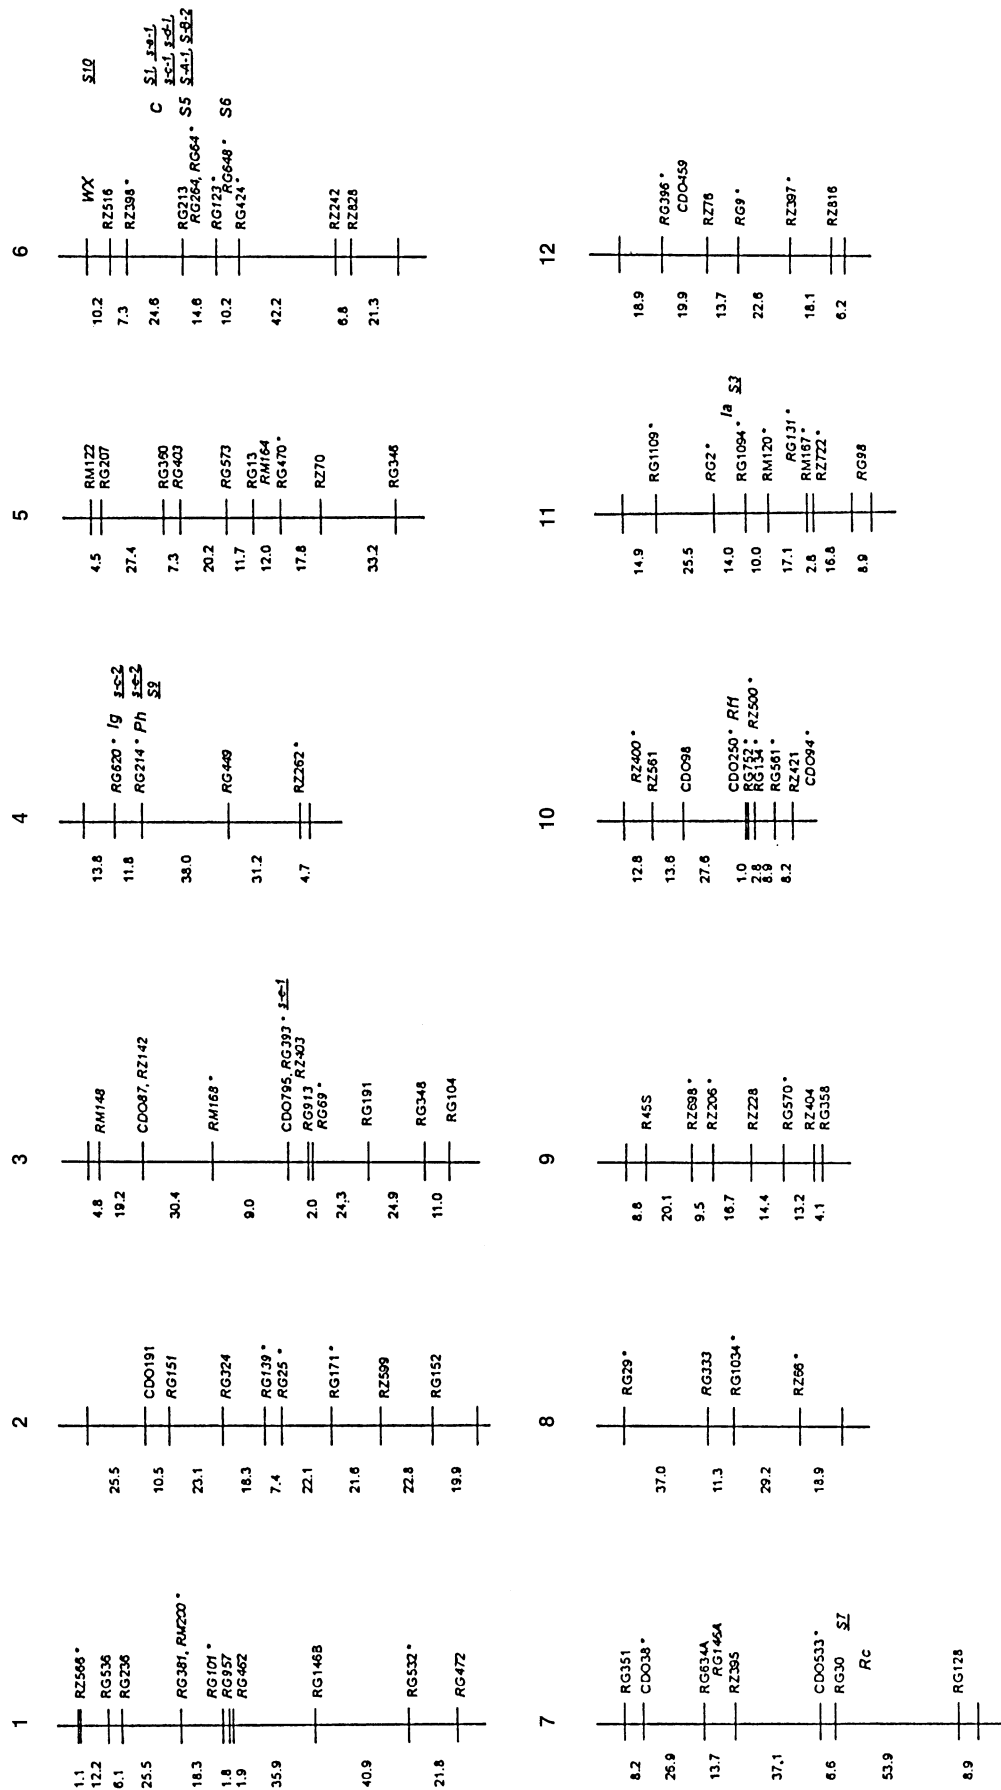 1
1.1
12.2
6.1
25.5
18.3
1.8
1.9
35.9
40.9
21.8
RZ566 *
RG536
RG236
RG381, RM200 *
RG101 *
RG957
RG462
RG146B
RG532 *
RG472
2
25.5
10.5
23.1
18.3
7.4
22.1
21.6
22.8
19.9
CDO191
RG151
RG324
RG139 *
RG25 *
RG171 *
RZ599
RG152
3
4.8
19.2
30.4
9.0
2.0
24.3
24.9
11.0
RM148
CDO87, RZ142
RM168 *
CDO795, RG393 * s-e-1
RZ403
RG913
RG69 *
RG191
RG348
RG104
4
13.8
11.8
38.0
31.2
4.7
RG620 * lg s-c-2
RG214 * Ph s-e-2
S9
RG449
RZ262 *
5
4.5
27.4
7.3
20.2
11.7
12.0
17.8
33.2
RM122
RG207
RG360
RG403
RG573
RG13
RM164
RG470 *
RZ70
RG346
6
10.2
7.3
24.6
14.6
10.2
42.2
6.8
21.3
WX S10
RZ516
RZ398 *
C S1, s-a-1,
s-c-1, s-d-1,
RG213
RG264, RG64 * S5 S-A-1, S-B-2
RG123 *
RG648 * S6
RG424 *
RZ242
RZ828
7
8.2
26.9
13.7
37.1
6.6
53.9
8.9
RG351
CDO38 *
RG634A
RG146A
RZ395
CDO533 *
RG30 S7
Rc
RG128
8
37.0
11.3
29.2
18.9
RG29 *
RG333
RG1034 *
RZ66 *
9
8.8
20.1
9.5
16.7
14.4
13.2
4.1
R45S
RZ698 *
RZ206 *
RZ228
RG570 *
RZ404
RG358
10
12.8
13.6
27.6
1.0
2.8
8.9
8.2
RZ400 *
RZ561
CDO98
CDO250 * Rf1
RG752 *
RG134 * RZ500 *
RG561 *
RZ421
CDO94 *
11
14.9
25.5
14.0
10.0
17.1
2.8
16.8
8.9
RG1109 *
RG2 *
la S3
RG1094 *
RM120 *
RG131 *
RM167 *
RZ722 *
RG98
12
18.9
19.9
13.7
22.6
18.1
6.2
RG396 *
CDO459
RZ76
RG9 *
RZ397 *
RZ816